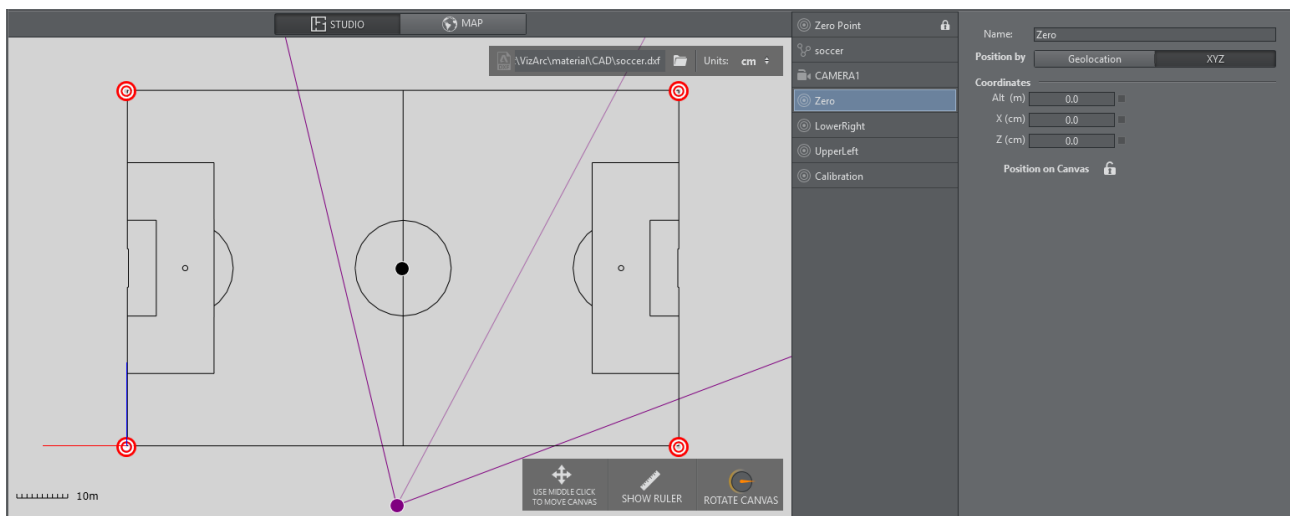 STUDIO
MAP
\VizArc\material\CAD\soccer.dxf
Units: cm
10m
USE MIDDLE CLICK
TO MOVE CANVAS
SHOW RULER
ROTATE CANVAS
Zero Point
soccer
CAMERA1
Zero
LowerRight
UpperLeft
Calibration
Name: Zero
Position by Geolocation XYZ
Coordinates
Alt (m) 0.0
X (cm) 0.0
Z (cm) 0.0
Position on Canvas